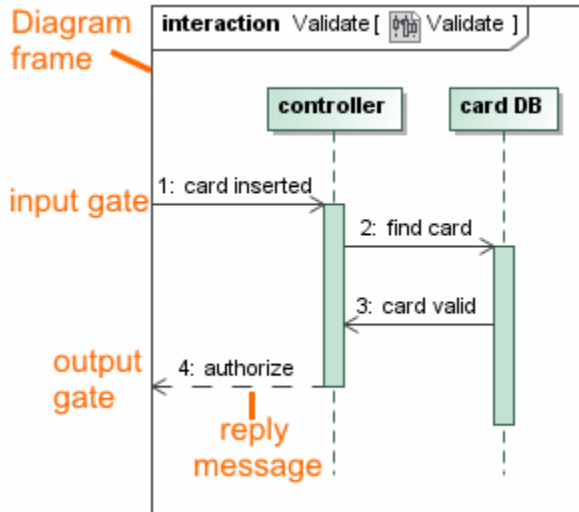 Diagram
frame
interaction Validate [ Validate ]
controller
card DB
1: card inserted
input gate
2: find card
3: card valid
output
gate
4: authorize
reply
message